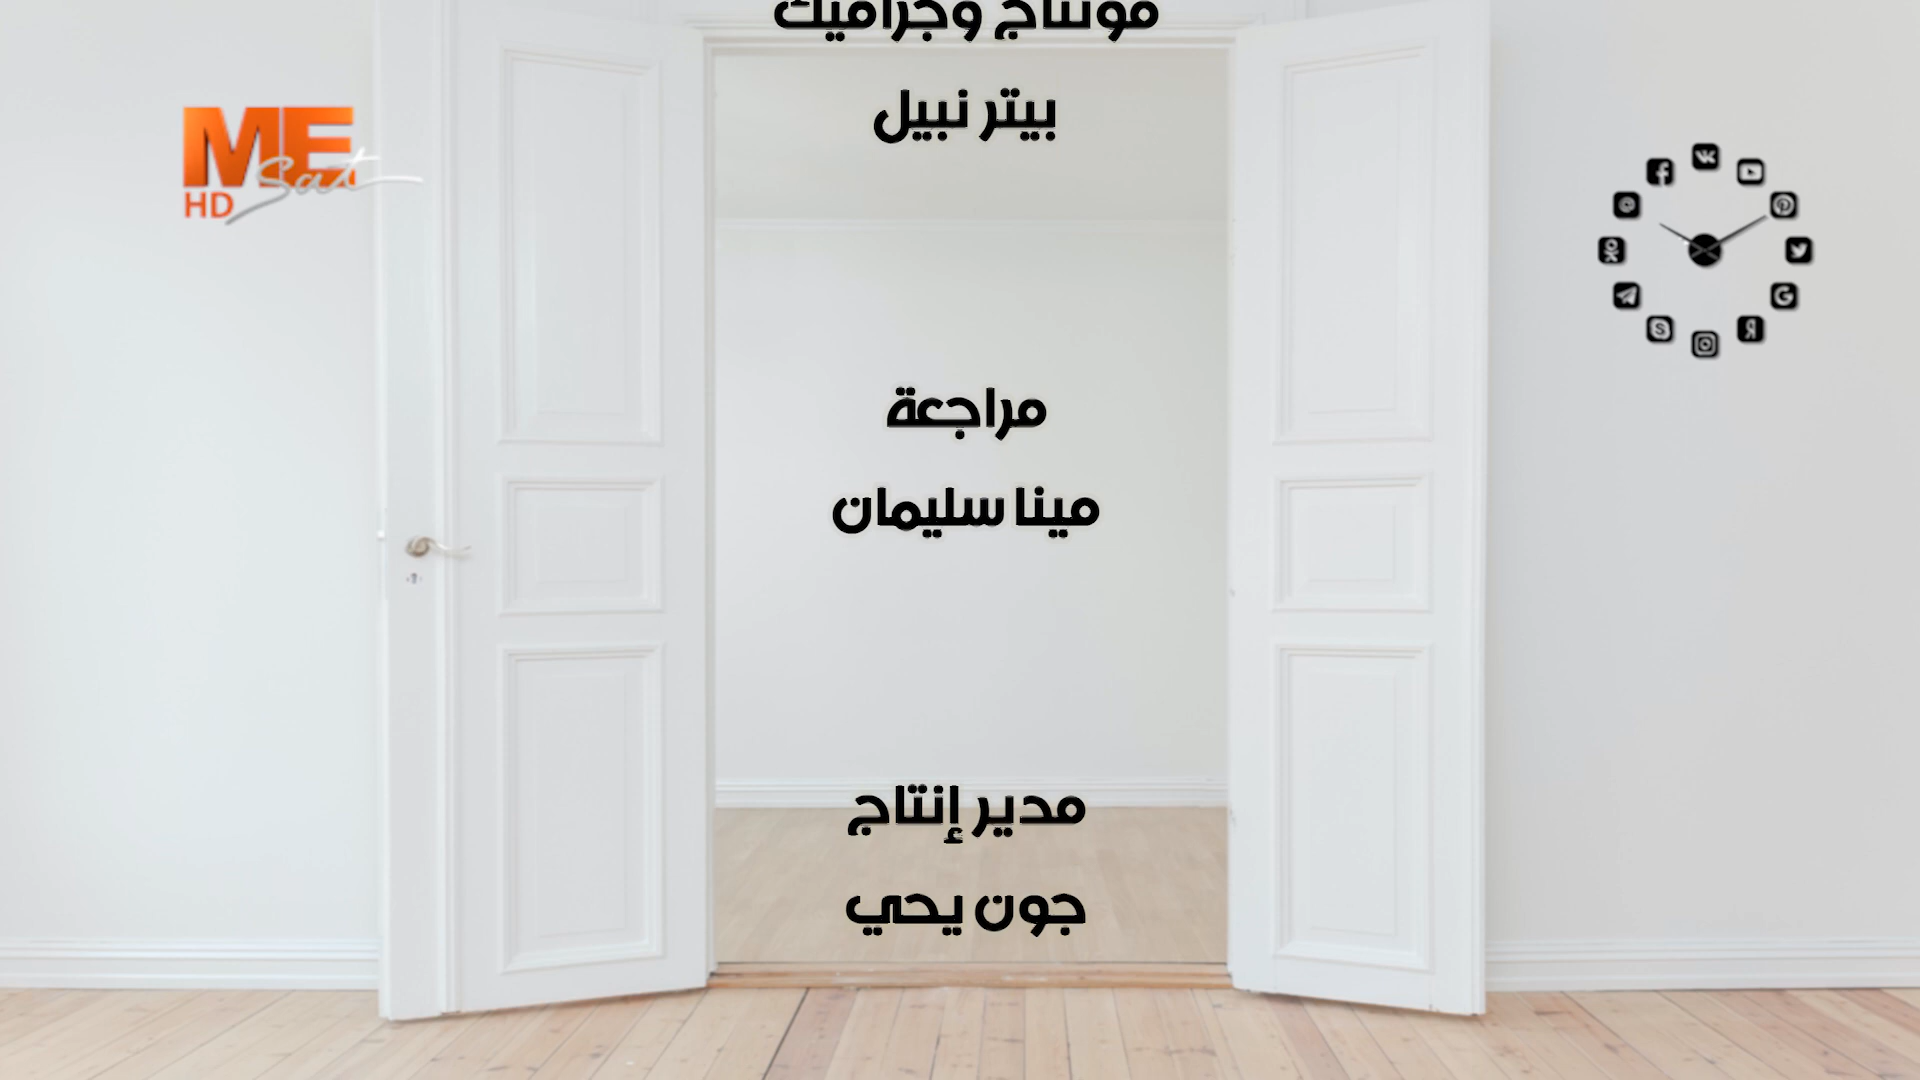 مونتاج وجرافيك
بيتر نبيل
ME
Sat
HD
مراجعة
مينا سليمان
مدير إنتاج
جون يحي